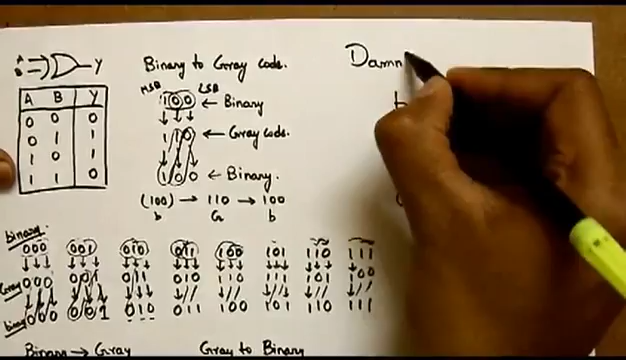 A
B
Y
Binary to Gray code.
Damn
A B Y
0 0 0
0 1 1
1 0 1
1 1 0
MSB LSB
100 ← Binary
110 ← Gray code.
100 ← Binary.
(100) → 110 → 100
b G b
binary
000 001 010 011 100 101 110 111
Gray 000 001 011 010 110 111 101 100
binary 000 001 010 011 100 101 110 111
Binary → Gray Gray to Binary